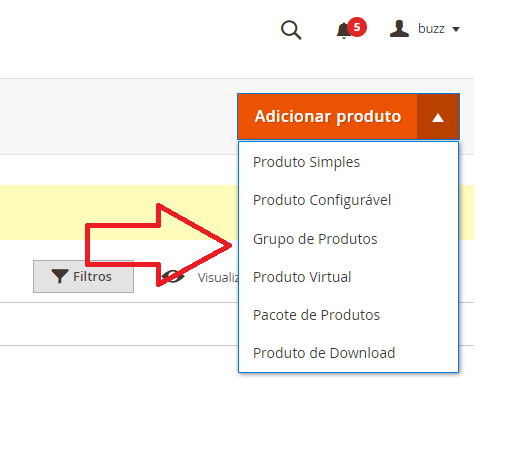 5
buzz
Adicionar produto
Produto Simples
Produto Configurável
Grupo de Produtos
Filtros
Visualiz
Produto Virtual
Pacote de Produtos
Produto de Download